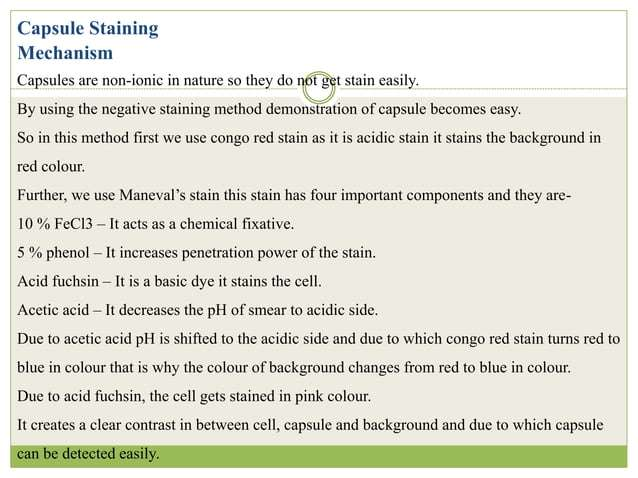 Capsule Staining
Mechanism
Capsules are non-ionic in nature so they do not get stain easily.
By using the negative staining method demonstration of capsule becomes easy.
So in this method first we use congo red stain as it is acidic stain it stains the background in
red colour.
Further, we use Maneval’s stain this stain has four important components and they are-
10 % FeCl3 – It acts as a chemical fixative.
5 % phenol – It increases penetration power of the stain.
Acid fuchsin – It is a basic dye it stains the cell.
Acetic acid – It decreases the pH of smear to acidic side.
Due to acetic acid pH is shifted to the acidic side and due to which congo red stain turns red to
blue in colour that is why the colour of background changes from red to blue in colour.
Due to acid fuchsin, the cell gets stained in pink colour.
It creates a clear contrast in between cell, capsule and background and due to which capsule
can be detected easily.